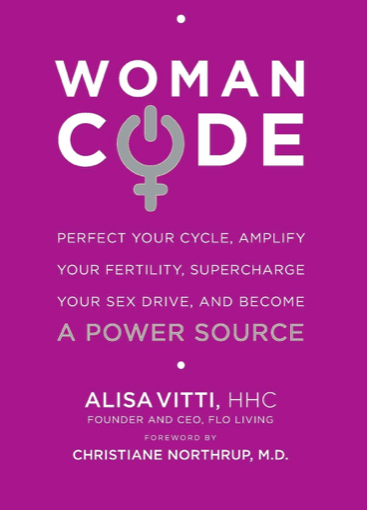 WOMAN
CODE
PERFECT YOUR CYCLE, AMPLIFY
YOUR FERTILITY, SUPERCHARGE
YOUR SEX DRIVE, AND BECOME
A POWER SOURCE
ALISA VITTI, HHC
FOUNDER AND CEO, FLO LIVING
FOREWORD BY
CHRISTIANE NORTHRUP, M.D.